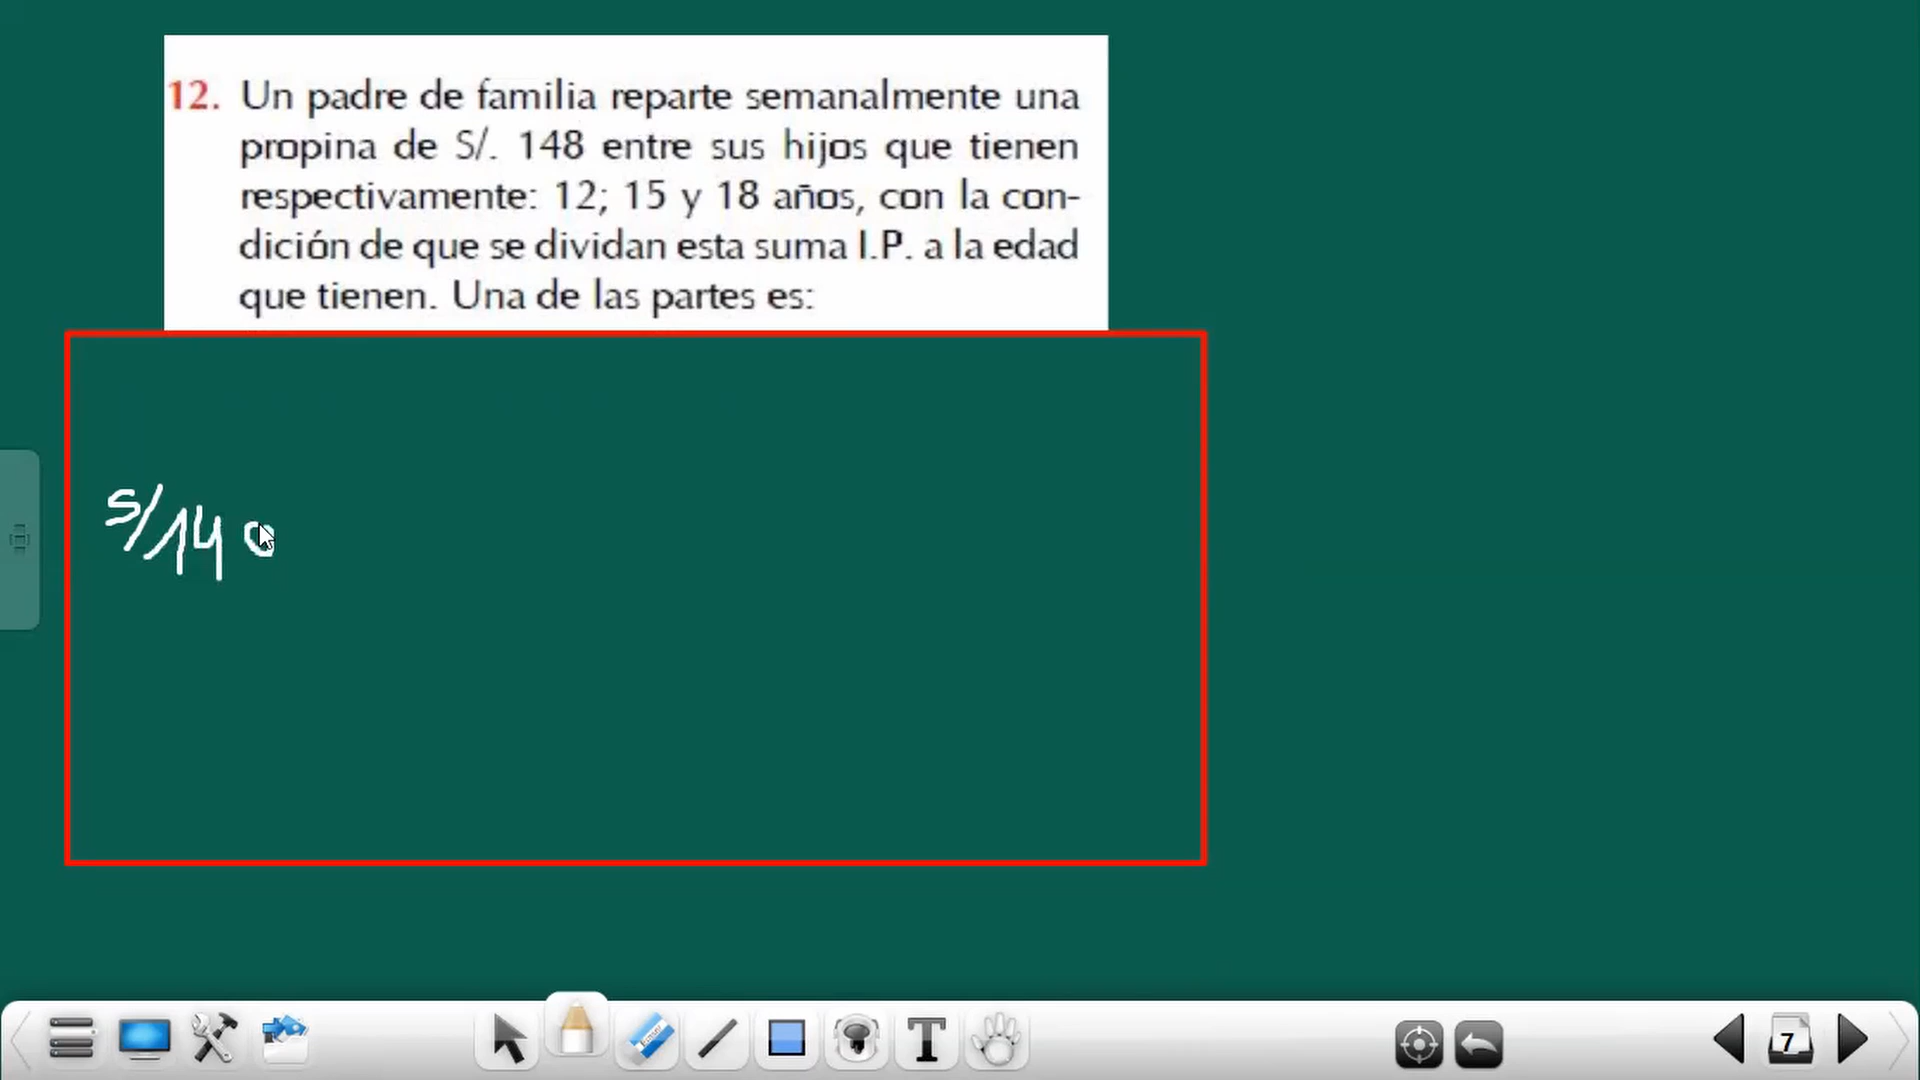 12. Un padre de familia reparte semanalmente una
propina de S/. 148 entre sus hijos que tienen
respectivamente: 12; 15 y 18 años, con la con-
dición de que se dividan esta suma I.P. a la edad
que tienen. Una de las partes es:
S/14
T
7